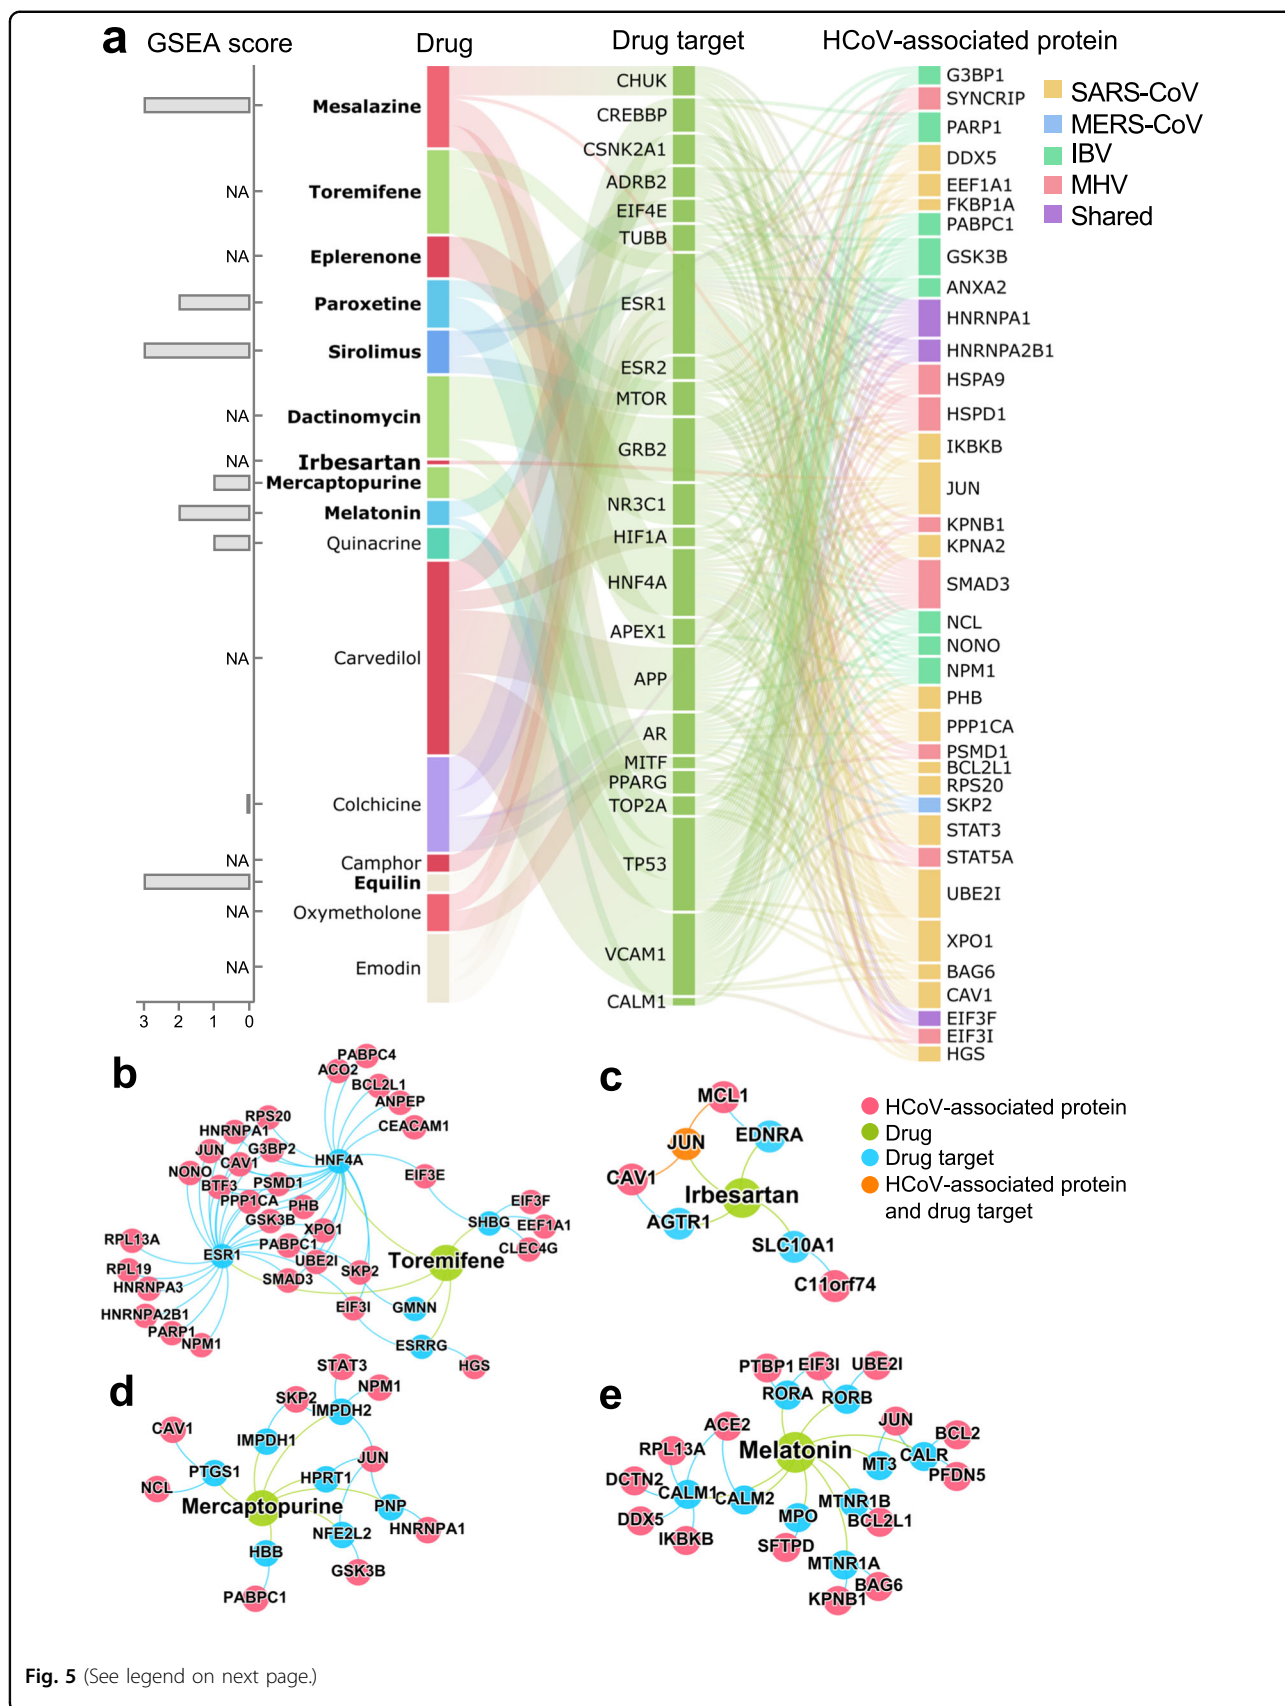 a
GSEA score
Drug
Drug target
HCoV-associated protein
Mesalazine
NA
Toremifene
NA
Eplerenone
Paroxetine
Sirolimus
NA
Dactinomycin
NA
Irbesartan
Mercaptopurine
Melatonin
Quinacrine
NA
Carvedilol
Colchicine
NA
Camphor
Equilin
NA
Oxymetholone
NA
Emodin
3 2 1 0
CHUK
CREBBP
CSNK2A1
ADRB2
EIF4E
TUBB
ESR1
ESR2
MTOR
GRB2
NR3C1
HIF1A
HNF4A
APEX1
APP
AR
MITF
PPARG
TOP2A
TP53
VCAM1
CALM1
G3BP1
SYNCRIP
PARP1
DDX5
EEF1A1
FKBP1A
PABPC1
GSK3B
ANXA2
HNRNPA1
HNRNPA2B1
HSPA9
HSPD1
IKBKB
JUN
KPNB1
KPNA2
SMAD3
NCL
NONO
NPM1
PHB
PPP1CA
PSMD1
BCL2L1
RPS20
SKP2
STAT3
STAT5A
UBE2I
XPO1
BAG6
CAV1
EIF3F
EIF3I
HGS
SARS-CoV
MERS-CoV
IBV
MHV
Shared
b
PABPC4
ACO2
BCL2L1
ANPEP
CEACAM1
RPS20
HNRNPA1
JUN
G3BP2
CAV1
NONO
HNF4A
EIF3E
BTF3
PSMD1
PPP1CA
PHB
GSK3B
XPO1
EIF3F
SHBG
EEF1A1
CLEC4G
RPL13A
PABPC1
ESR1
UBE2I
Toremifene
RPL19
SKP2
SMAD3
HNRNPA3
HNRNPA2B1
EIF3I
GMNN
PARP1
NPM1
ESRRG
HGS
c
MCL1
EDNRA
JUN
CAV1
Irbesartan
AGTR1
SLC10A1
C11orf74
HCoV-associated protein
Drug
Drug target
HCoV-associated protein
and drug target
d
STAT3
NPM1
SKP2
IMPDH2
CAV1
IMPDH1
JUN
PTGS1
HPRT1
NCL
Mercaptopurine
PNP
HNRNPA1
NFE2L2
HBB
GSK3B
PABPC1
e
PTBP1
EIF3I
UBE2I
RORA
RORB
ACE2
JUN
BCL2
RPL13A
Melatonin
CALR
MT3
PFDN5
DCTN2
CALM1
CALM2
MTNR1B
MPO
BCL2L1
DDX5
IKBKB
SFTPD
MTNR1A
BAG6
KPNB1
Fig. 5 (See legend on next page.)